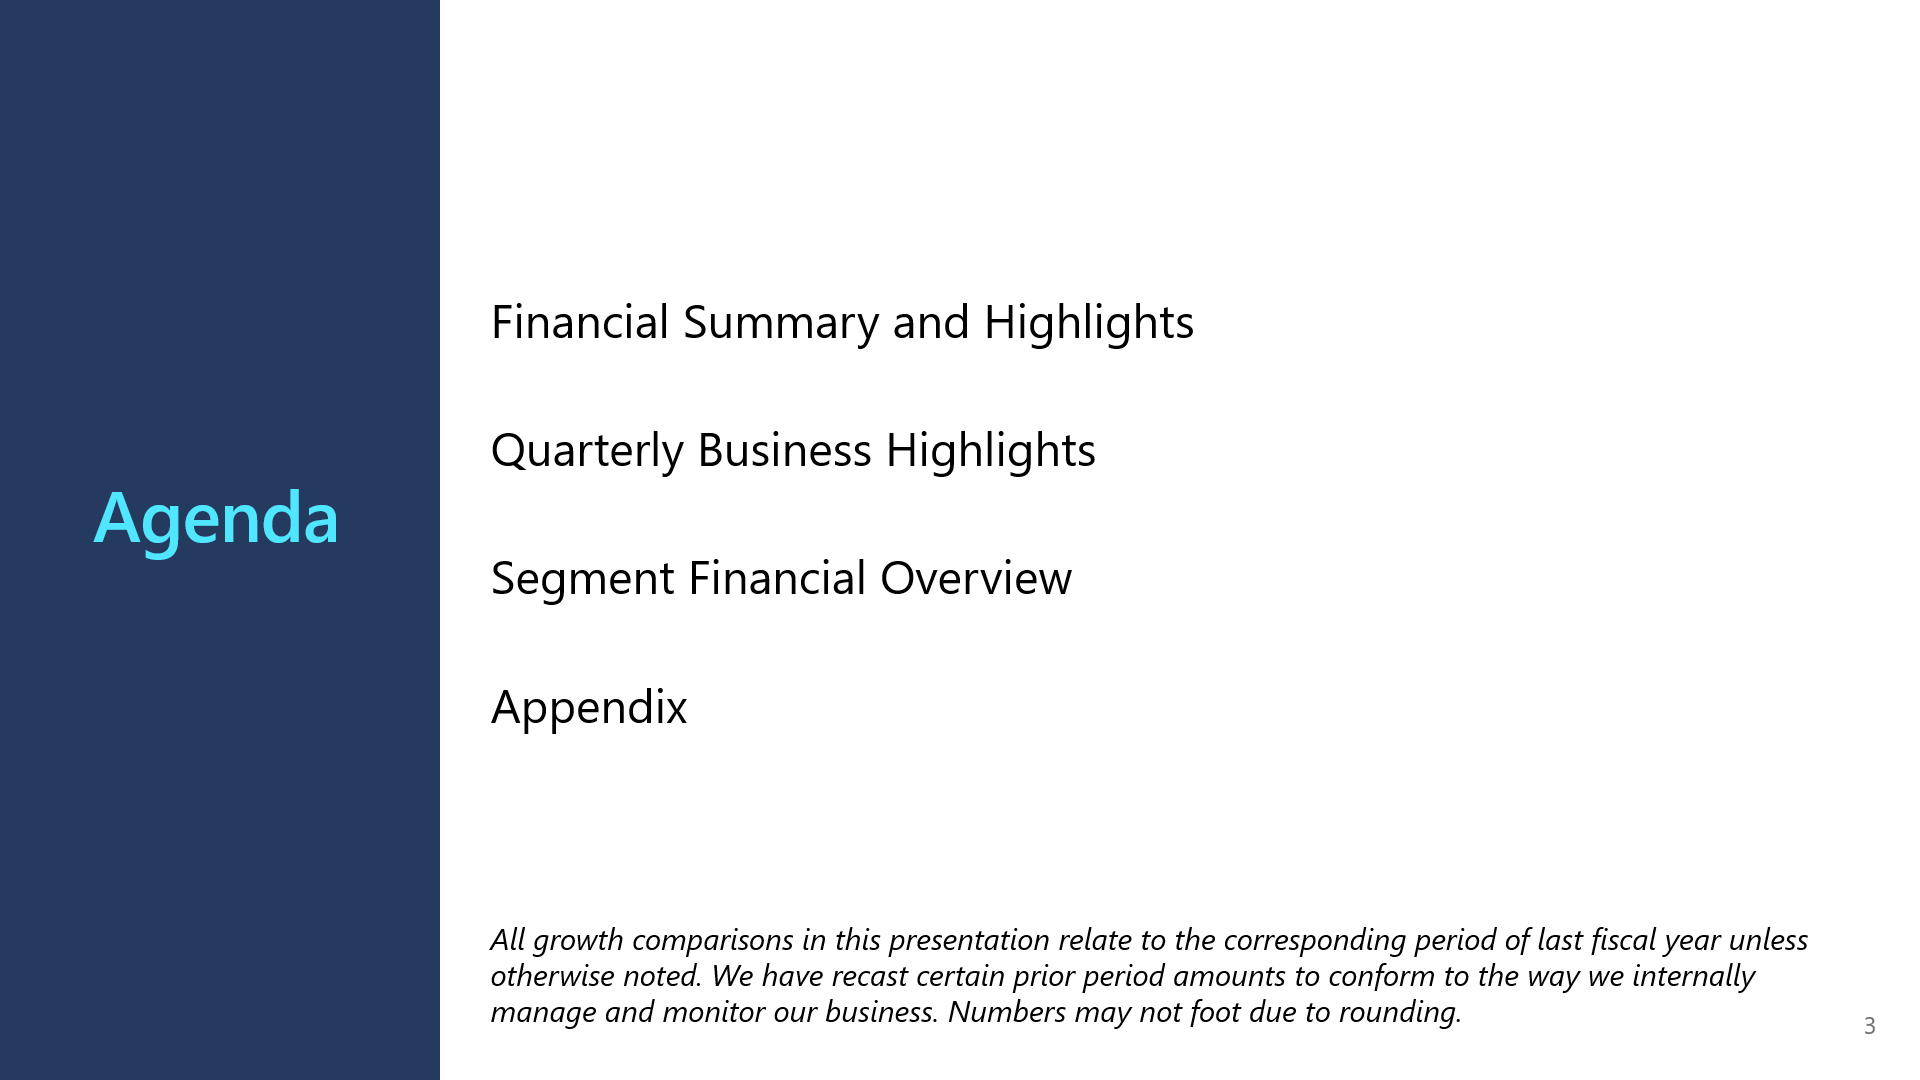 Agenda
Financial Summary and Highlights
Quarterly Business Highlights
Segment Financial Overview
Appendix
All growth comparisons in this presentation relate to the corresponding period of last fiscal year unless
otherwise noted. We have recast certain prior period amounts to conform to the way we internally
manage and monitor our business. Numbers may not foot due to rounding.
3